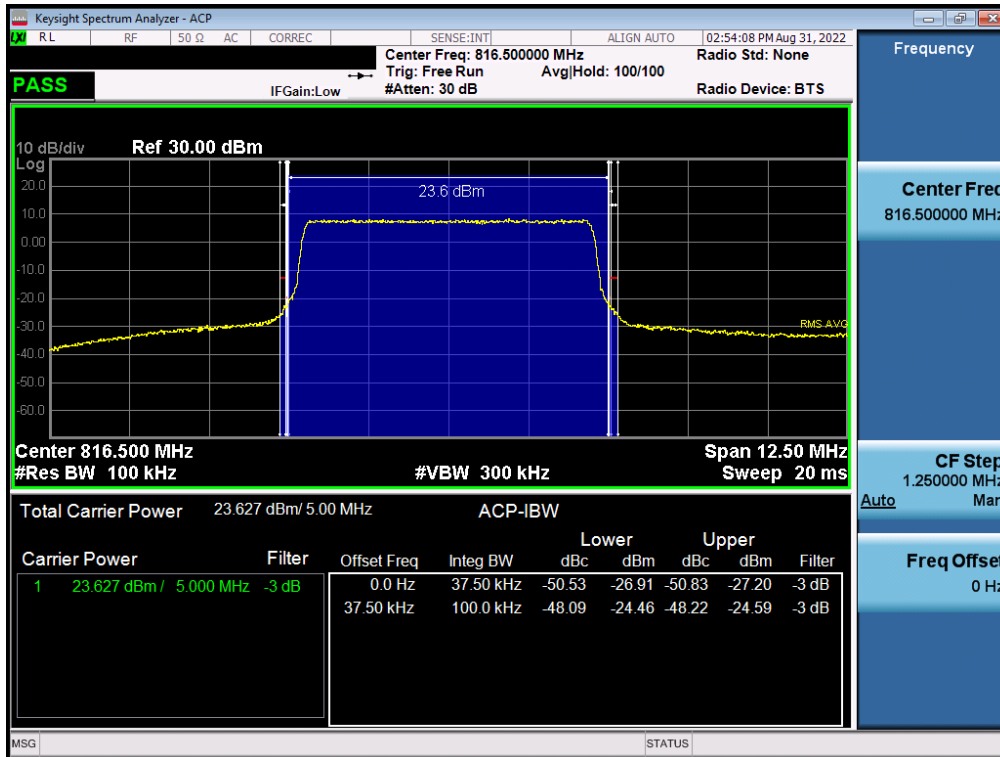 Keysight Spectrum Analyzer - ACP
LXI RL RF 50 Ω AC CORREC SENSE:INT ALIGN AUTO 02:54:08 PM Aug 31, 2022
Center Freq: 816.500000 MHz Radio Std: None
Trig: Free Run Avg|Hold: 100/100
PASS IFGain:Low #Atten: 30 dB Radio Device: BTS
10 dB/div Ref 30.00 dBm
Log
20.0
23.6 dBm
10.0
0.00
-10.0
-20.0
-30.0
RMS AVG
-40.0
-50.0
-60.0
Center 816.500 MHz Span 12.50 MHz
#Res BW 100 kHz #VBW 300 kHz Sweep 20 ms
Total Carrier Power 23.627 dBm/ 5.00 MHz ACP-IBW
Lower Upper
Carrier Power Filter Offset Freq Integ BW dBc dBm dBc dBm Filter
1 23.627 dBm / 5.000 MHz -3 dB 0.0 Hz 37.50 kHz -50.53 -26.91 -50.83 -27.20 -3 dB
37.50 kHz 100.0 kHz -48.09 -24.46 -48.22 -24.59 -3 dB
MSG STATUS
Frequency
Center Freq
816.500000 MHz
CF Step
1.250000 MHz
Auto Man
Freq Offset
0 Hz